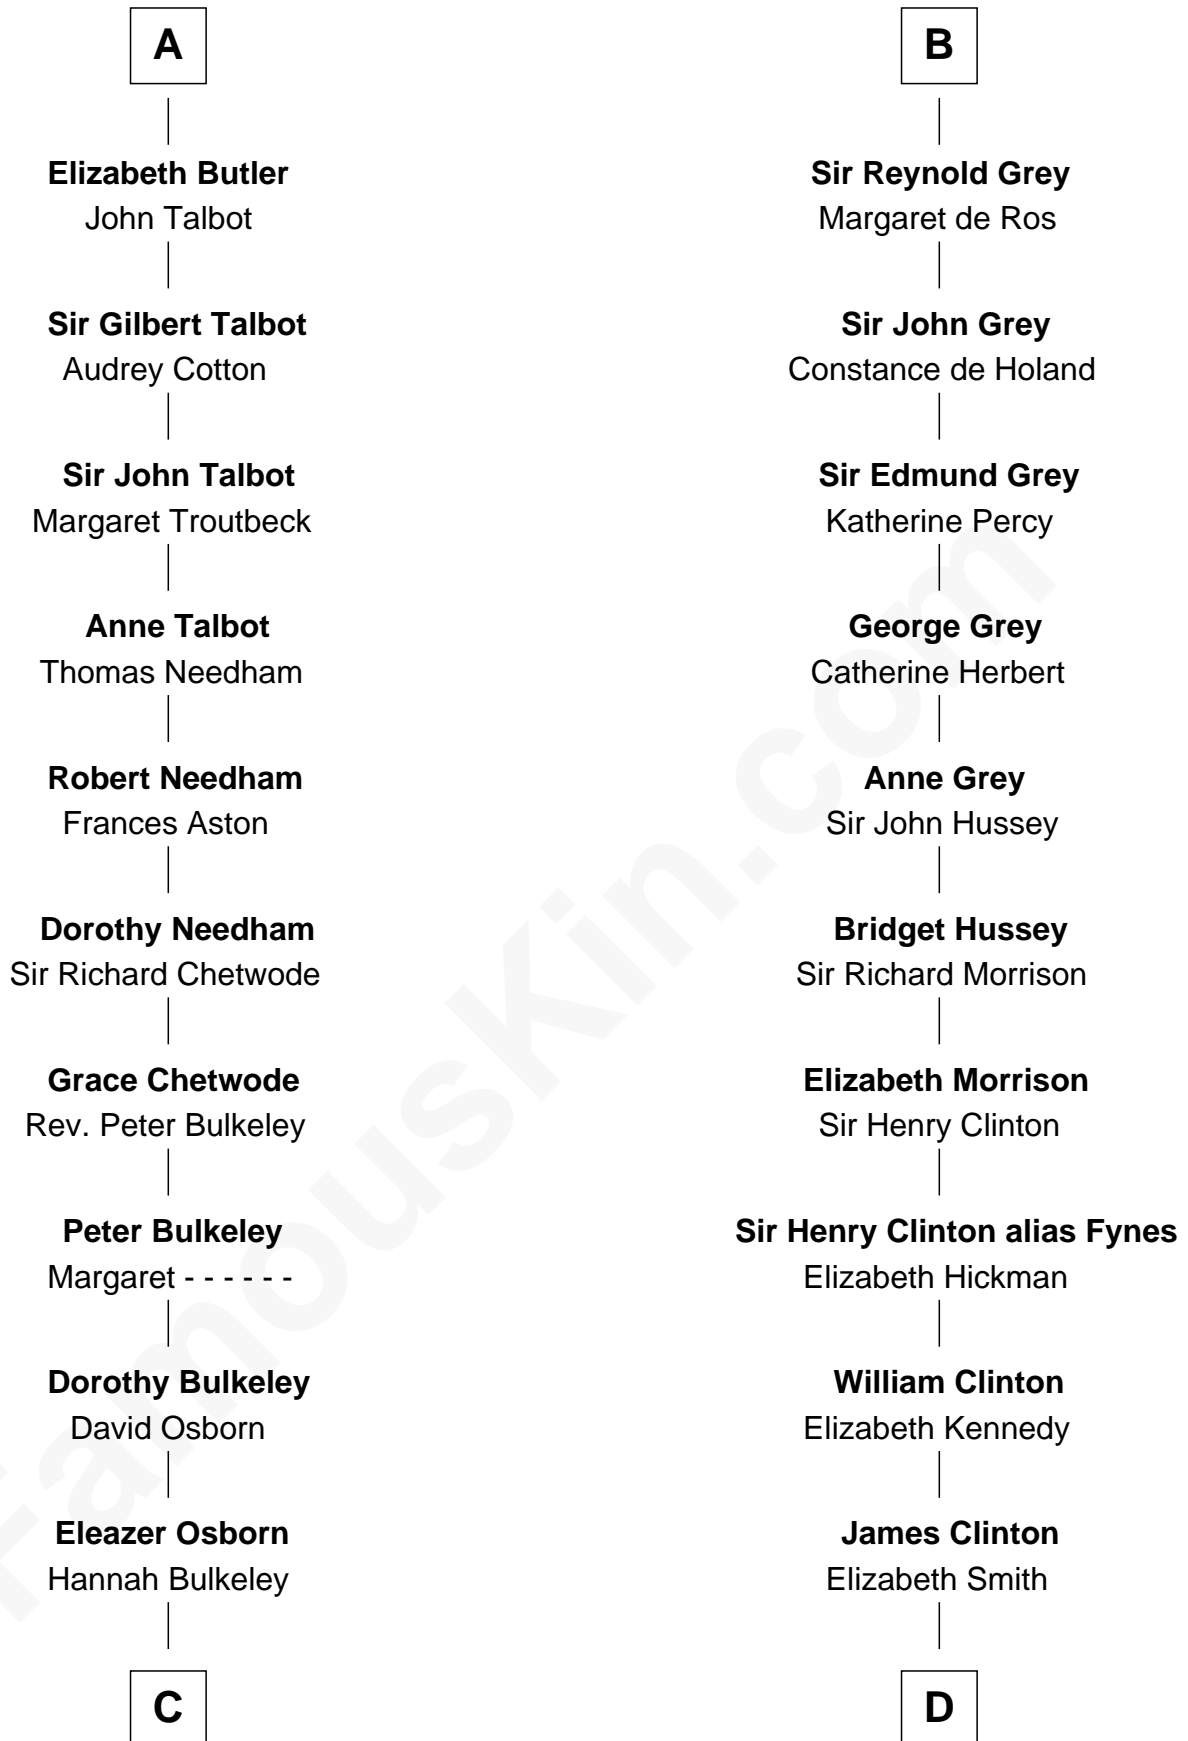 A
Elizabeth Butler
John Talbot
Sir Gilbert Talbot
Audrey Cotton
Sir John Talbot
Margaret Troutbeck
Anne Talbot
Thomas Needham
Robert Needham
Frances Aston
Dorothy Needham
Sir Richard Chetwode
Grace Chetwode
Rev. Peter Bulkeley
Peter Bulkeley
Margaret - - - - - -
Dorothy Bulkeley
David Osborn
Eleazer Osborn
Hannah Bulkeley
C
B
Sir Reynold Grey
Margaret de Ros
Sir John Grey
Constance de Holand
Sir Edmund Grey
Katherine Percy
George Grey
Catherine Herbert
Anne Grey
Sir John Hussey
Bridget Hussey
Sir Richard Morrison
Elizabeth Morrison
Sir Henry Clinton
Sir Henry Clinton alias Fynes
Elizabeth Hickman
William Clinton
Elizabeth Kennedy
James Clinton
Elizabeth Smith
D
FamousKin.com